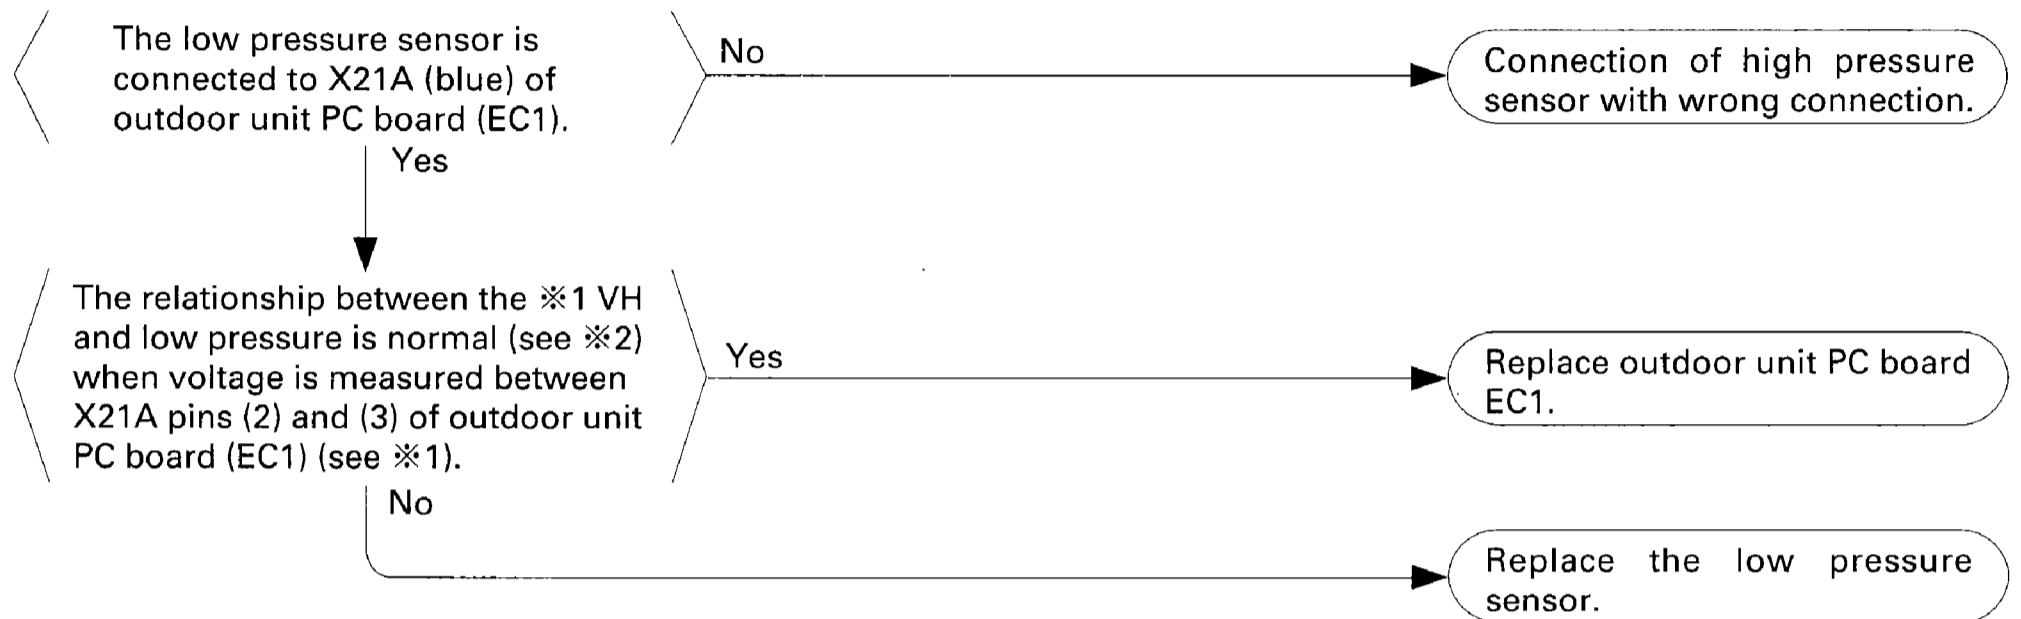 The low pressure sensor is
connected to X21A (blue) of
outdoor unit PC board (EC1).
No
Connection of high pressure
sensor with wrong connection.
Yes
The relationship between the ※1 VH
and low pressure is normal (see ※2)
when voltage is measured between
X21A pins (2) and (3) of outdoor unit
PC board (EC1) (see ※1).
Yes
Replace outdoor unit PC board
EC1.
No
Replace the low pressure
sensor.